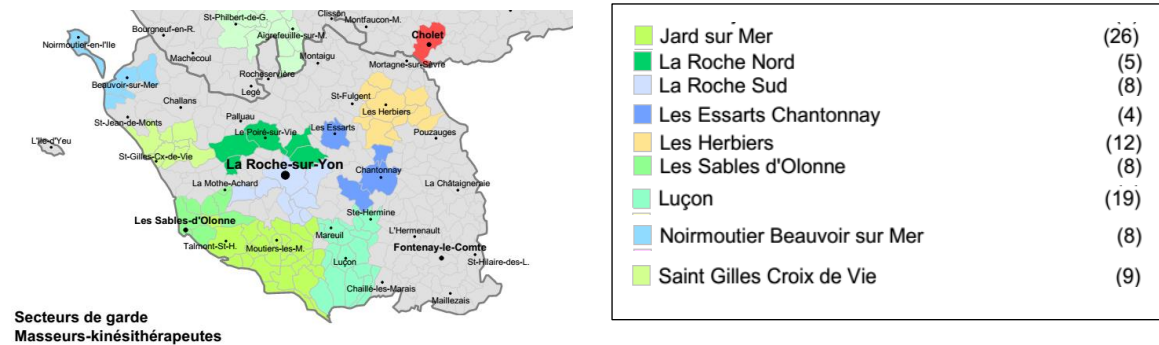 Clisson
St-Philbert-de-G.
Montfaucon-M.
Bourgneuf-en-R.
Aigrefeuille-sur-M.
Cholet
Noirmoutier-en-l'Ile
Machecoul
Montaigu
Mortagne-sur-Sèvre
Rocheservière
Beauvoir-sur-Mer
Legé
St-Fulgent
Challans
Les Herbiers
St-Jean-de-Monts
Palluau
Les Essarts
Le Poiré-sur-Vie
Pouzauges
L'Ile-d'Yeu
St-Gilles-Cx-de-Vie
La Roche-sur-Yon
Chantonnay
La Mothe-Achard
La Châtaigneraie
Les Sables-d'Olonne
Ste-Hermine
Mareuil
L'Hermenault
Talmont-St-H.
Moutiers-les-M.
Fontenay-le-Comte
Luçon
St-Hilaire-des-L.
Chaillé-les-Marais
Maillezais
Secteurs de garde
Masseurs-kinésithérapeutes
Jard sur Mer (26)
La Roche Nord (5)
La Roche Sud (8)
Les Essarts Chantonnay (4)
Les Herbiers (12)
Les Sables d'Olonne (8)
Luçon (19)
Noirmoutier Beauvoir sur Mer (8)
Saint Gilles Croix de Vie (9)